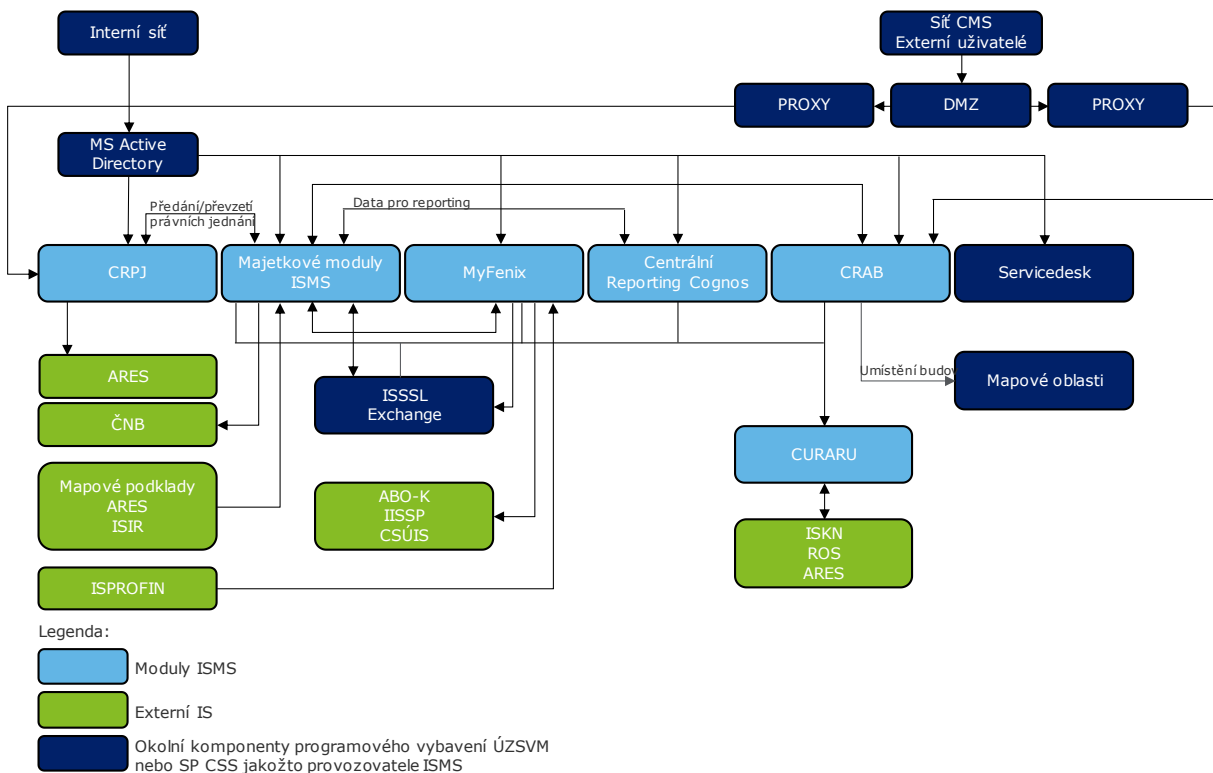 Interní síť
Síť CMS
Externí uživatelé
PROXY
DMZ
PROXY
MS Active
Directory
Předání/převzetí
právních jednání
Data pro reporting
CRPJ
Majetkové moduly
ISMS
MyFenix
Centrální
Reporting Cognos
CRAB
Servicedesk
ARES
ČNB
ISSSL
Exchange
Umístění budov
Mapové oblasti
CURARU
Mapové podklady
ARES
ISIR
ABO-K
IISSP
CSÚIS
ISKN
ROS
ARES
ISPROFIN
Legenda:
Moduly ISMS
Externí IS
Okolní komponenty programového vybavení ÚZSVM
nebo SP CSS jakožto provozovatele ISMS